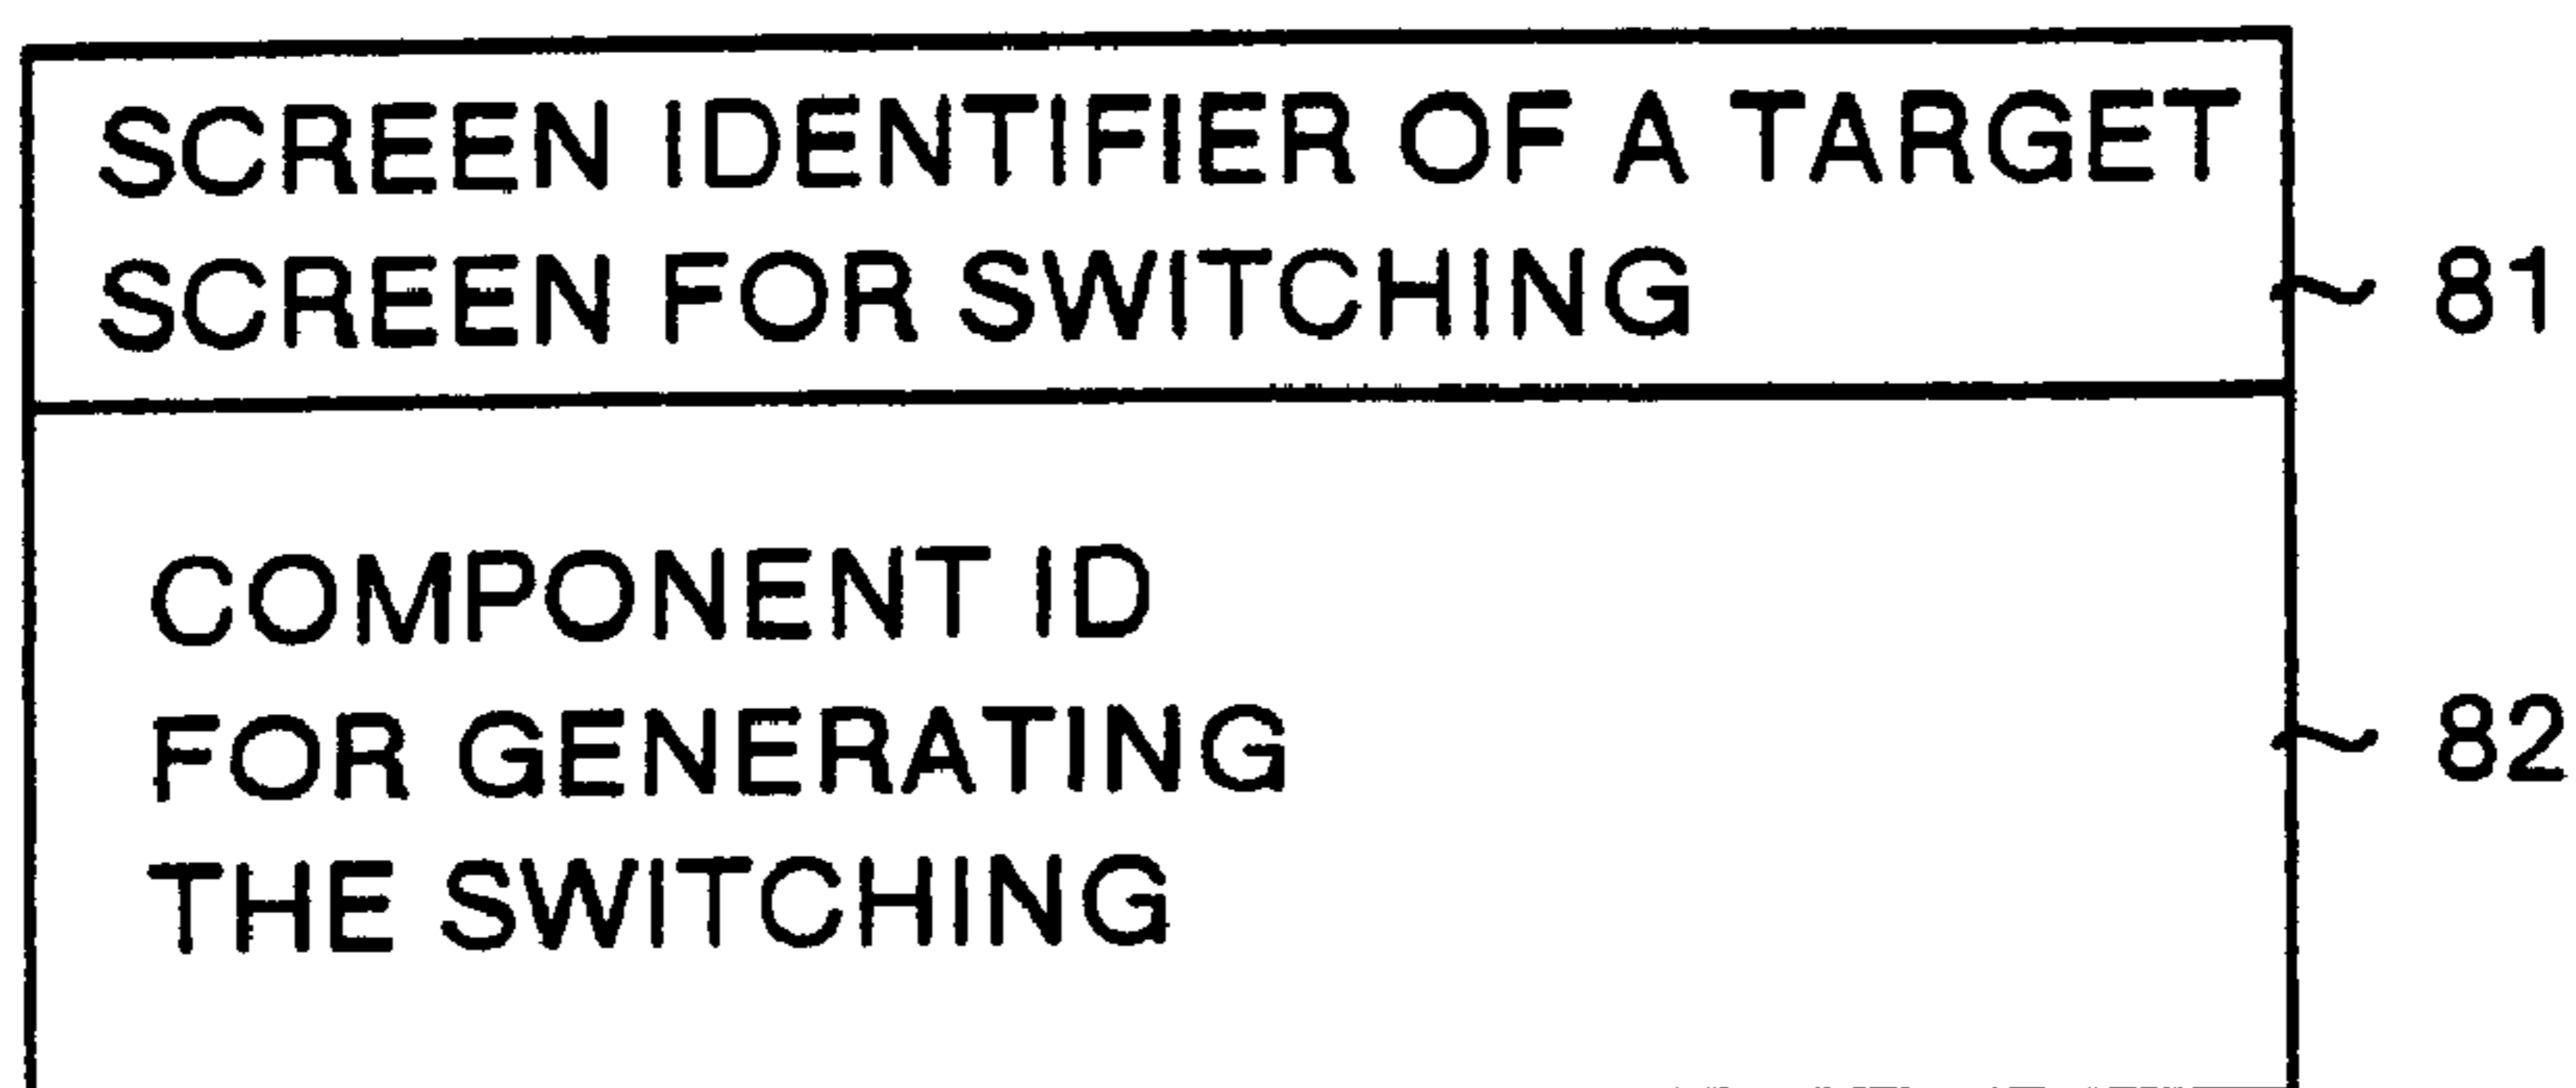 SCREEN IDENTIFIER OF A TARGET
SCREEN FOR SWITCHING
81
COMPONENT ID
FOR GENERATING
THE SWITCHING
82